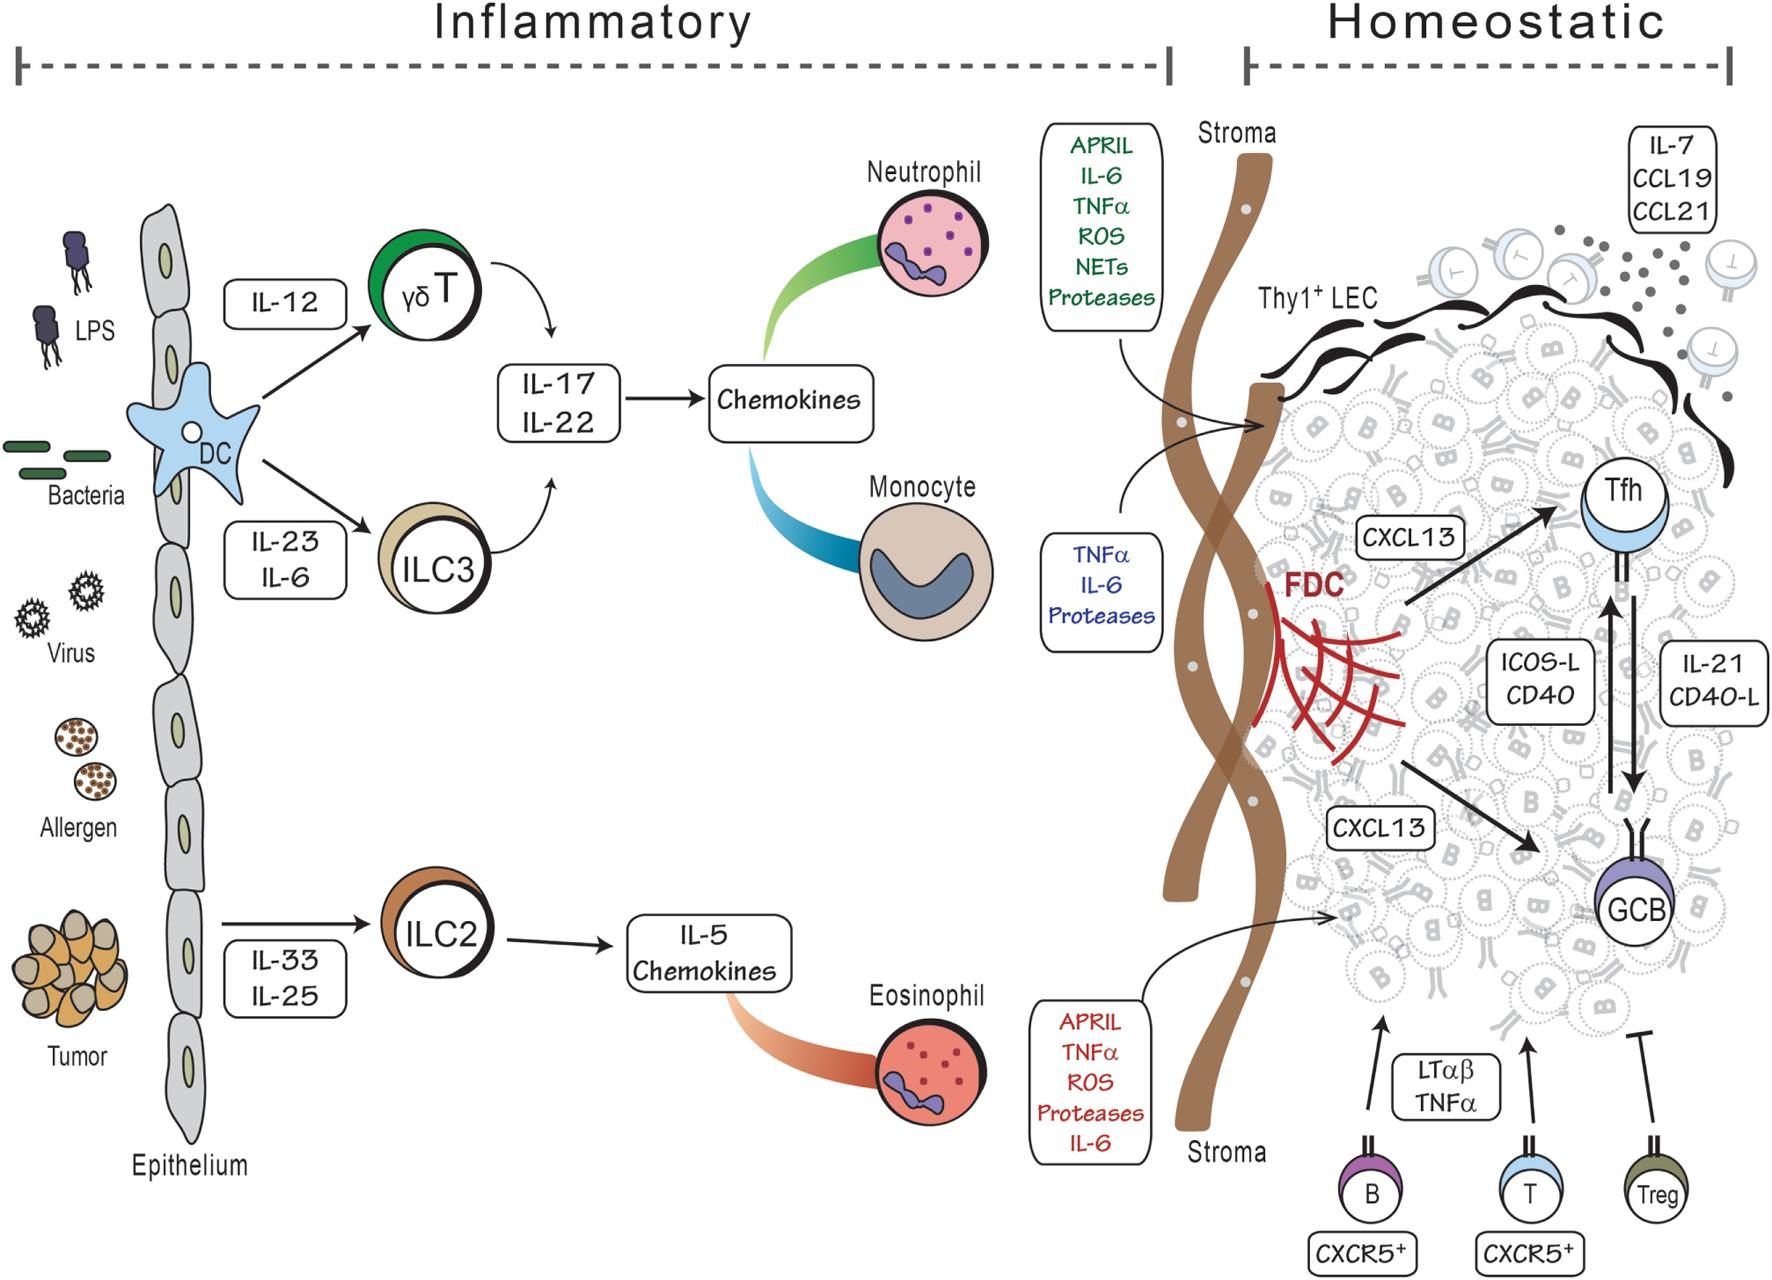 Inflammatory
Homeostatic
Stroma
APRIL
IL-6
TNFα
ROS
NETs
Proteases
IL-7
CCL19
CCL21
Neutrophil
LPS
IL-12
γδ T
Thy1+ LEC
T
T
T
T
T
IL-17
IL-22
Chemokines
DC
Bacteria
IL-23
IL-6
ILC3
Monocyte
TNFα
IL-6
Proteases
Tfh
CXCL13
FDC
Virus
ICOS-L
CD40
IL-21
CD40-L
Allergen
CXCL13
GCB
ILC2
IL-33
IL-25
IL-5
Chemokines
Eosinophil
Tumor
APRIL
TNFα
ROS
Proteases
IL-6
LTαβ
TNFα
Epithelium
Stroma
B
T
Treg
CXCR5+
CXCR5+